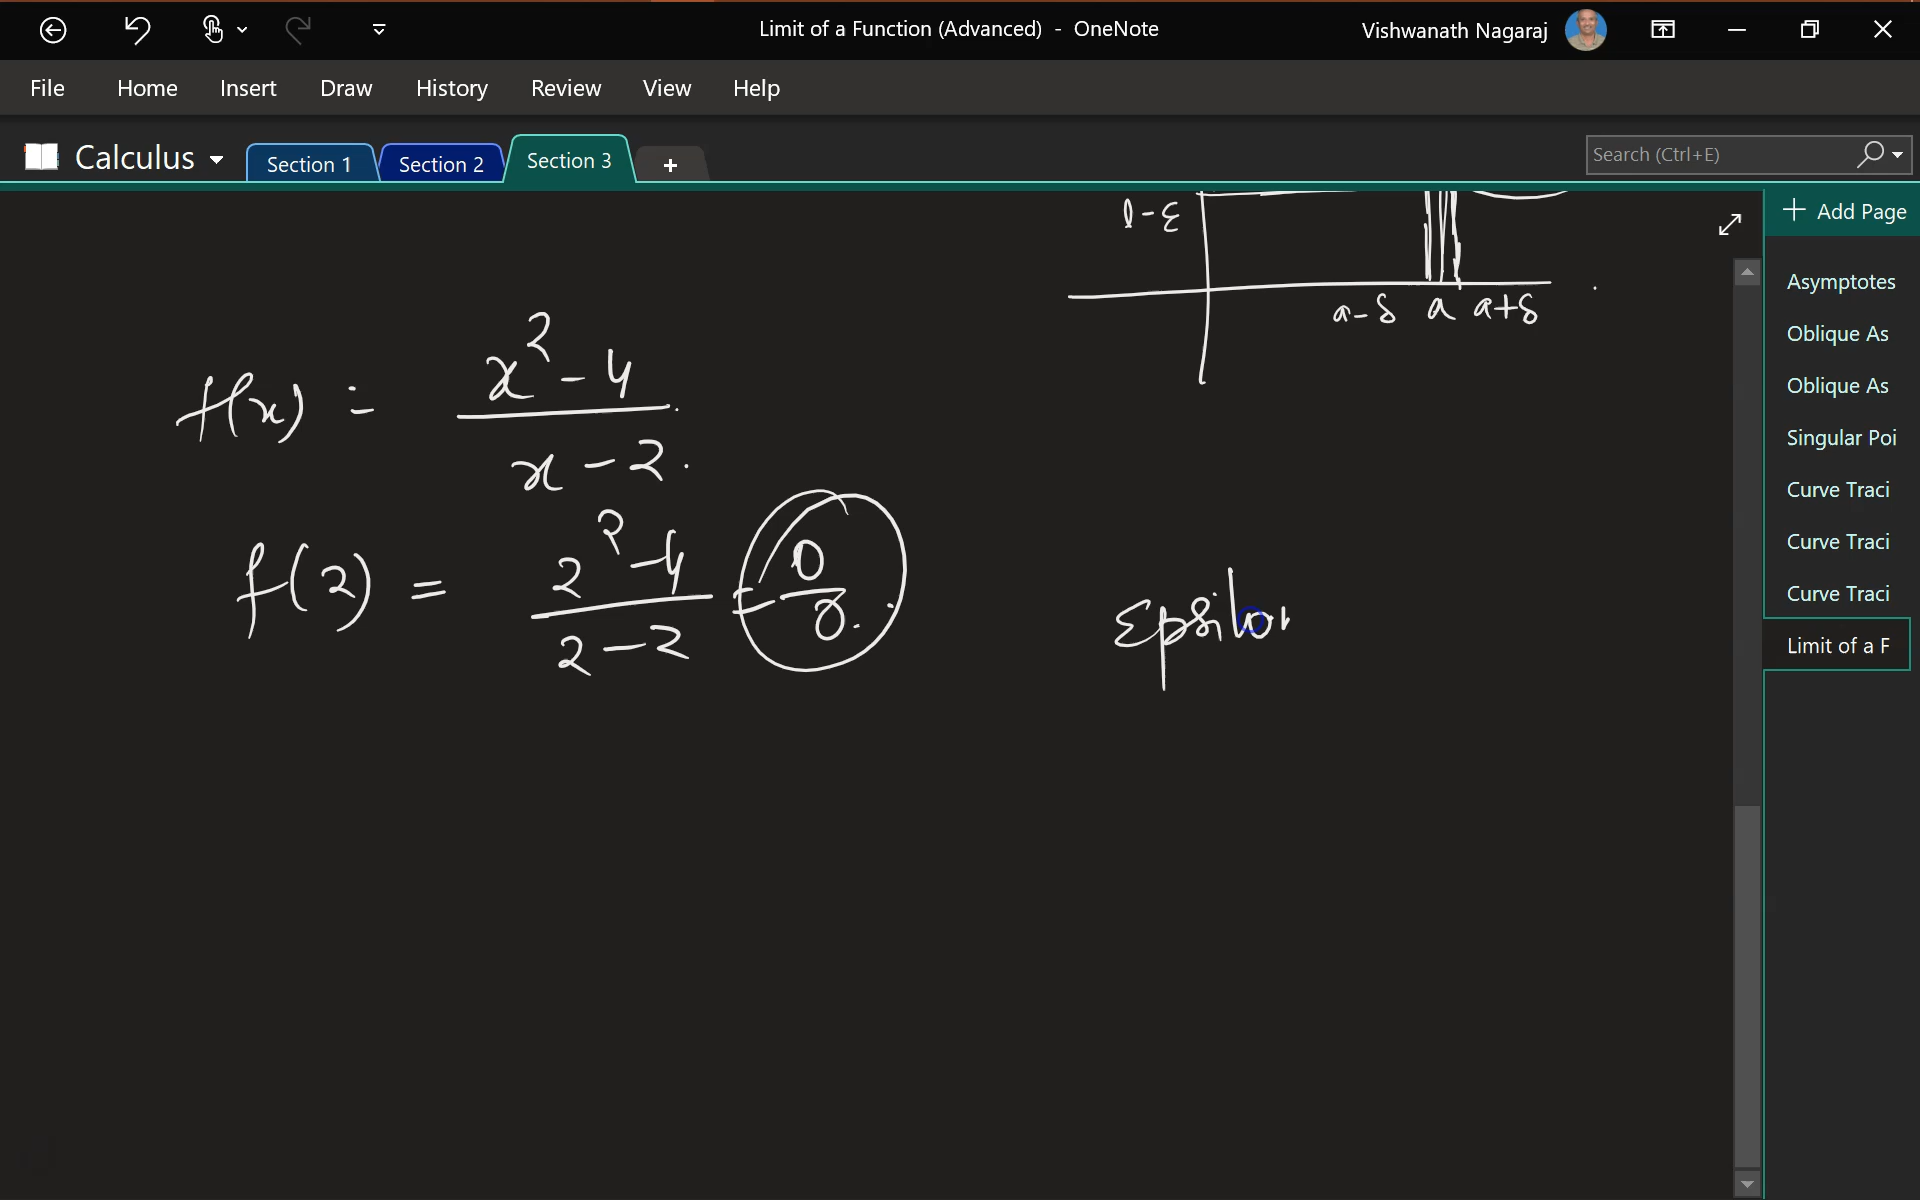 Limit of a Function (Advanced) - OneNote
Vishwanath Nagaraj
File Home Insert Draw History Review View Help
Calculus
Section 1 Section 2 Section 3 +
Search (Ctrl+E)
+ Add Page
Asymptotes
Oblique As
Oblique As
Singular Poi
Curve Traci
Curve Traci
Curve Traci
Limit of a F
l-ε
a-δ a a+δ
f(x) = x²-4
x-2.
f(2) = 2²-4 = 0
2-2 0.
Epsilon